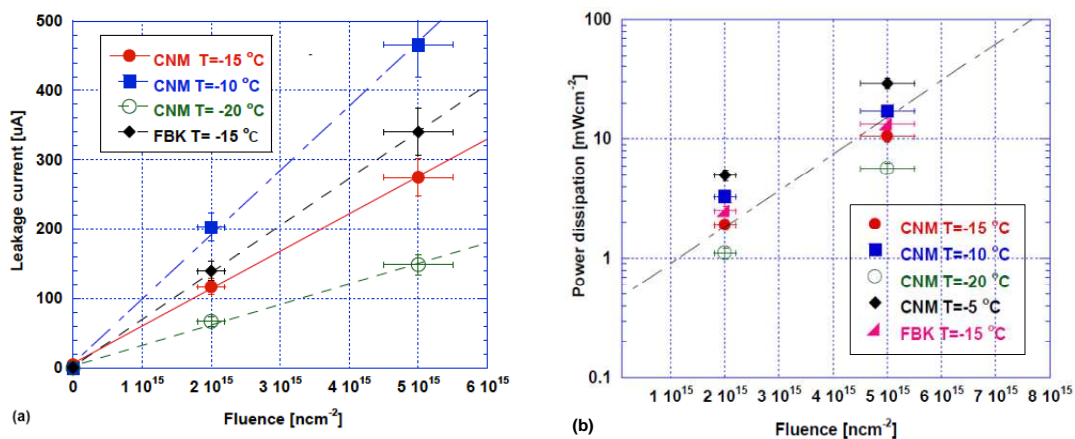 (a)
500
400
300
200
100
0
Leakage current [uA]
CNM T=-15 °C
CNM T=-10 °C
CNM T= -20 °C
FBK T= -15 °C
0
1 10^15
2 10^15
3 10^15
4 10^15
5 10^15
6 10^15
Fluence [ncm^-2]
(b)
100
10
1
0.1
Power dissipation [mWcm^-2]
CNM T=-15 °C
CNM T=-10 °C
CNM T=-20 °C
CNM T=-5 °C
FBK T=-15 °C
1 10^15
2 10^15
3 10^15
4 10^15
5 10^15
6 10^15
7 10^15
8 10^15
Fluence [ncm^-2]